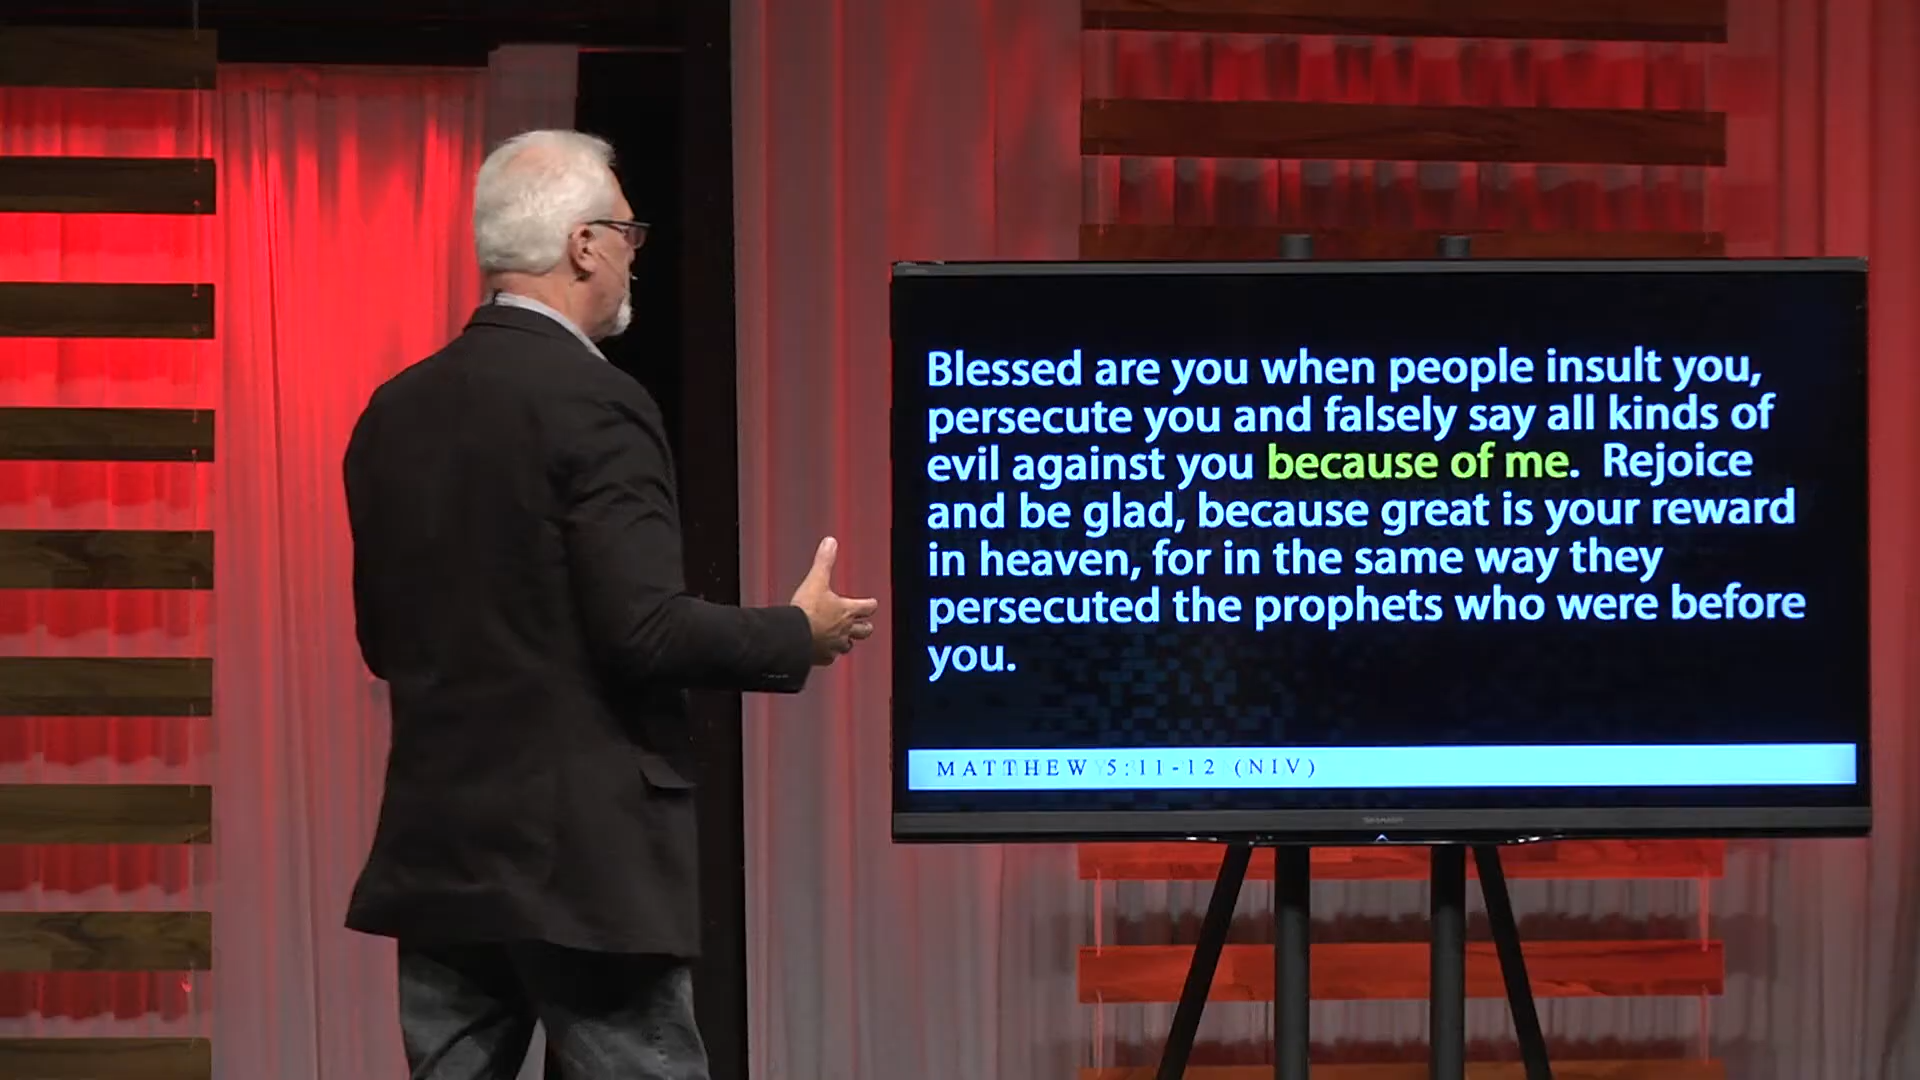 Blessed are you when people insult you,
persecute you and falsely say all kinds of
evil against you because of me.  Rejoice
and be glad, because great is your reward
in heaven, for in the same way they
persecuted the prophets who were before
you.
MATTHEW 5:11-12 (NIV)
SHARP